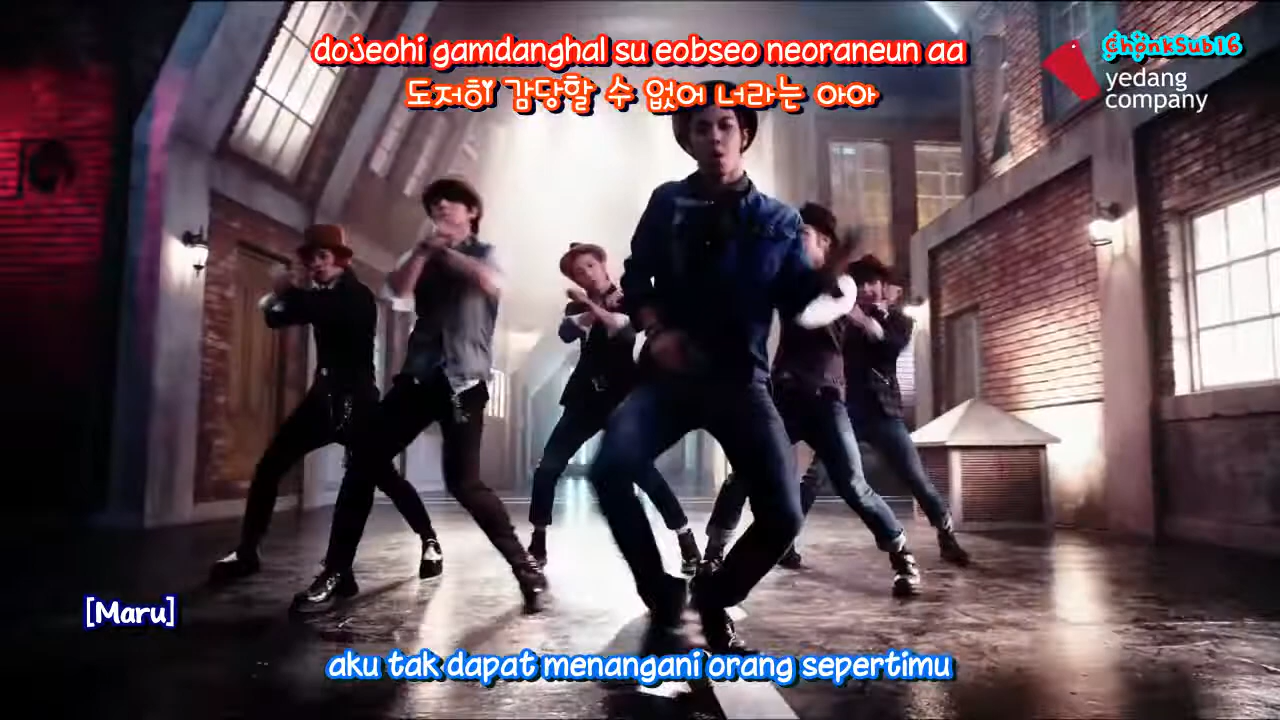 dojeohi gamdanghal su eobseo neoraneun aa
도저히 감당할 수 없어 너라는 아아
ChonkSub16
yedang
company
[Maru]
aku tak dapat menangani orang sepertimu